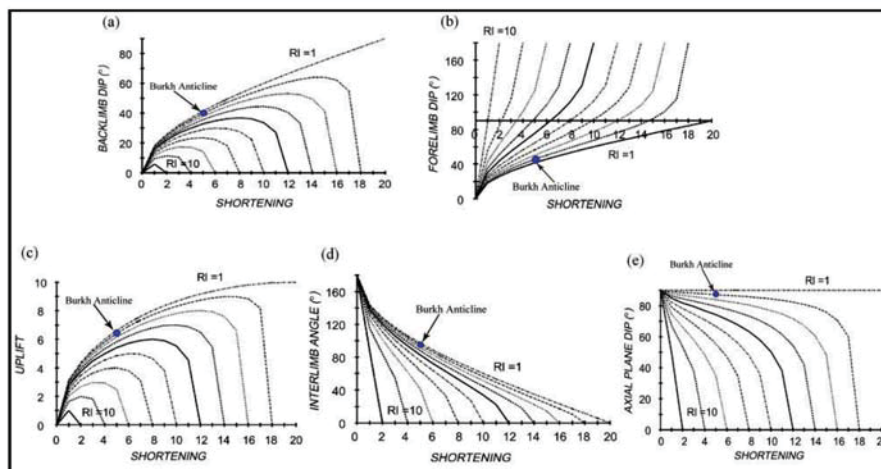 (a)
RI =1
Burkh Anticline
BACKLIMB DIP (°)
80
60
40
20
0
RI =10
0 2 4 6 8 10 12 14 16 18 20
SHORTENING
(b)
RI =10
FORELIMB DIP (°)
160
120
80
40
0
0 2 4 6 8 10 12 14 16 18 20
RI =1
Burkh Anticline
SHORTENING
(c)
RI =1
Burkh Anticline
UPLIFT
10
8
6
4
2
0
RI =10
0 2 4 6 8 10 12 14 16 18 20
SHORTENING
(d)
INTERLIMB ANGLE (°)
160
120
80
40
0
Burkh Anticline
RI =1
RI =10
0 2 4 6 8 10 12 14 16 18 20
SHORTENING
(e)
Burkh Anticline
RI =1
AXIAL PLANE DIP (°)
80
60
40
20
0
RI =10
0 2 4 6 8 10 12 14 16 18 20
SHORTENING